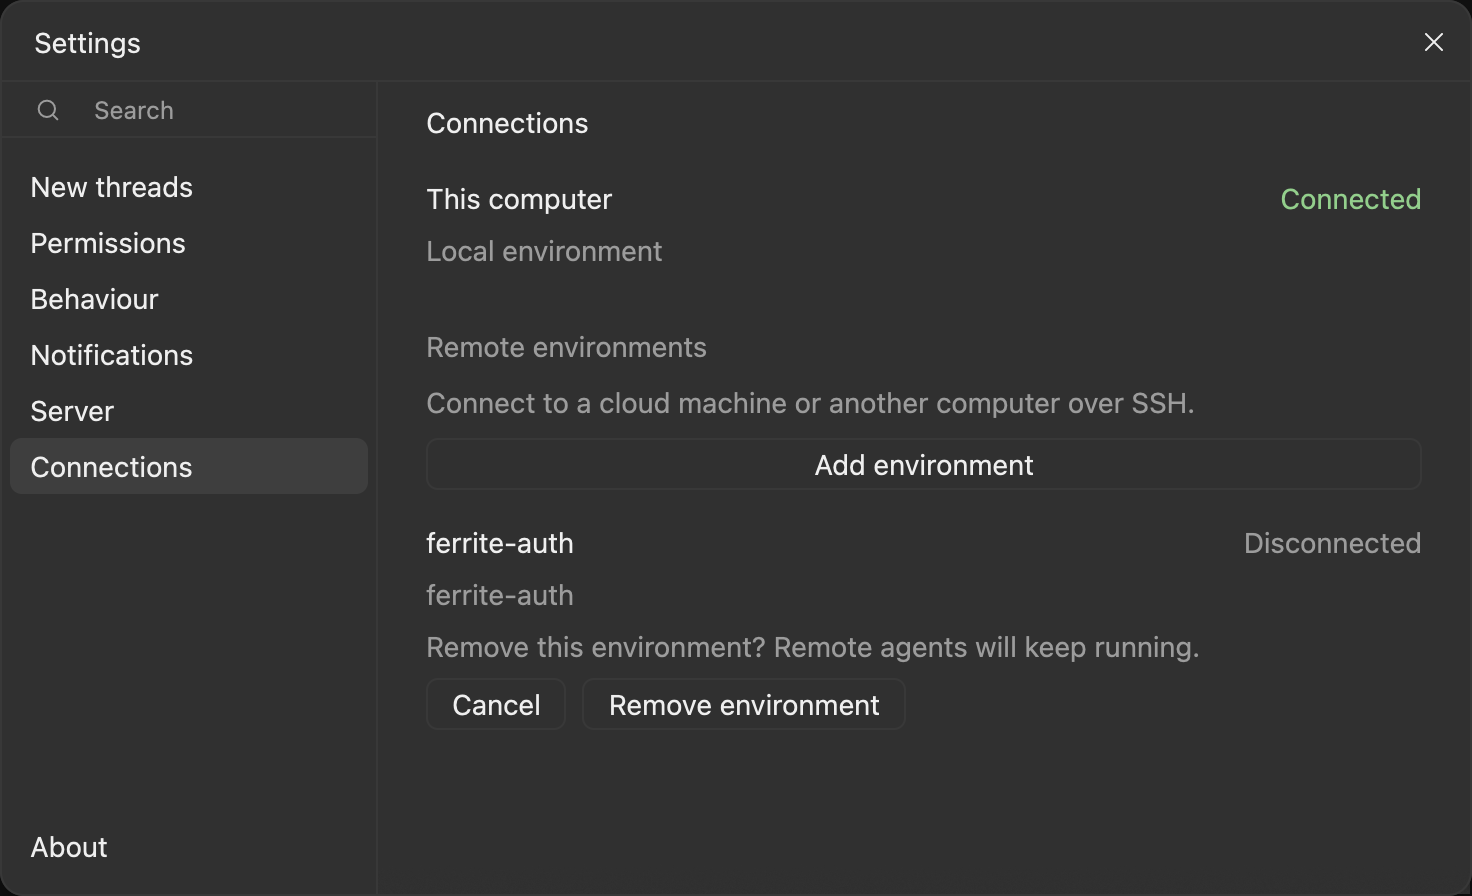 Settings
Search
New threads
Permissions
Behaviour
Notifications
Server
Connections
About
Connections
This computer
Connected
Local environment
Remote environments
Connect to a cloud machine or another computer over SSH.
Add environment
ferrite-auth
Disconnected
ferrite-auth
Remove this environment? Remote agents will keep running.
Cancel
Remove environment